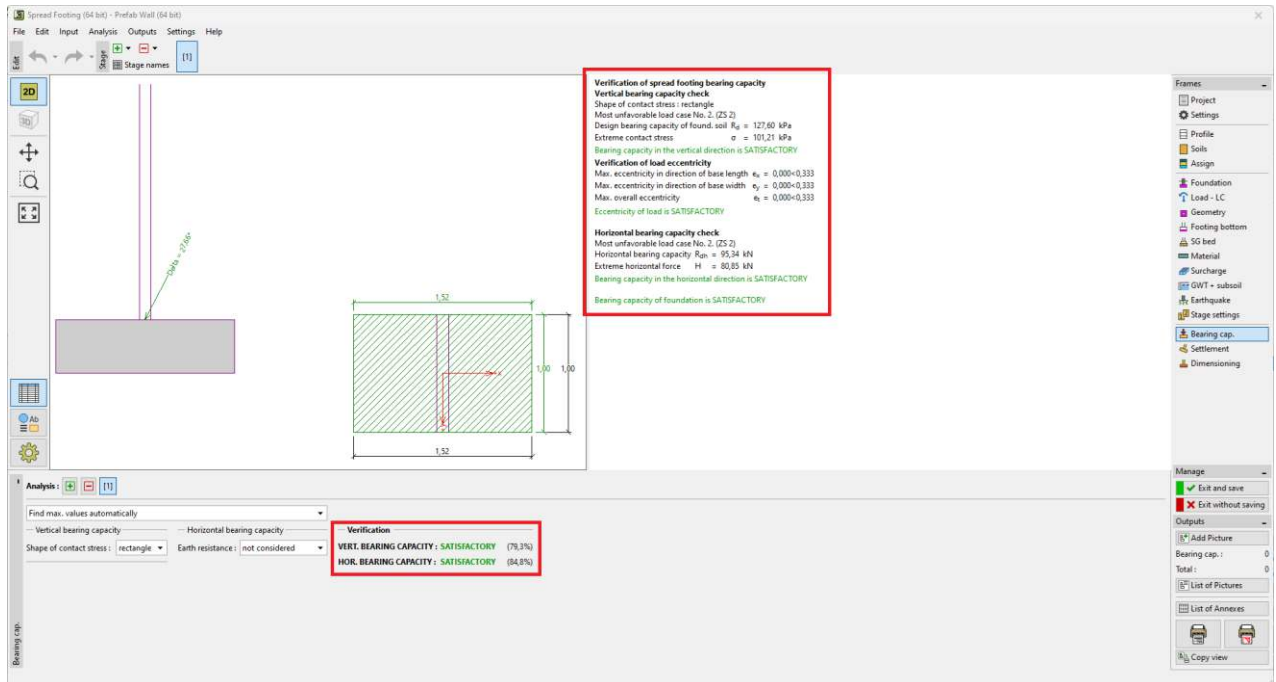 Spread Footing (64 bit) - Prefab Wall (64 bit)
File Edit Input Analysis Outputs Settings Help
Edit
Stage
Stage names
[1]
2D
3D
Ab
Delta = 27,66°
1,52
1,00 1,00
x
1,52
Verification of spread footing bearing capacity
Vertical bearing capacity check
Shape of contact stress : rectangle
Most unfavorable load case No. 2. (ZS 2)
Design bearing capacity of found. soil Rd = 127,60 kPa
Extreme contact stress σ = 101,21 kPa
Bearing capacity in the vertical direction is SATISFACTORY
Verification of load eccentricity
Max. eccentricity in direction of base length ex = 0,000<0,333
Max. eccentricity in direction of base width ey = 0,000<0,333
Max. overall eccentricity et = 0,000<0,333
Eccentricity of load is SATISFACTORY
Horizontal bearing capacity check
Most unfavorable load case No. 2. (ZS 2)
Horizontal bearing capacity Rdh = 95,34 kN
Extreme horizontal force H = 80,85 kN
Bearing capacity in the horizontal direction is SATISFACTORY
Bearing capacity of foundation is SATISFACTORY
Frames
Project
Settings
Profile
Soils
Assign
Foundation
Load - LC
Geometry
Footing bottom
SG bed
Material
Surcharge
GWT + subsoil
Earthquake
Stage settings
Bearing cap.
Settlement
Dimensioning
Analysis : [1]
Find max. values automatically
Vertical bearing capacity
Shape of contact stress : rectangle
Horizontal bearing capacity
Earth resistance : not considered
Verification
VERT. BEARING CAPACITY : SATISFACTORY (79,3%)
HOR. BEARING CAPACITY : SATISFACTORY (84,8%)
Bearing cap.
Manage
Exit and save
Exit without saving
Outputs
Add Picture
Bearing cap. : 0
Total : 0
List of Pictures
List of Annexes
Copy view